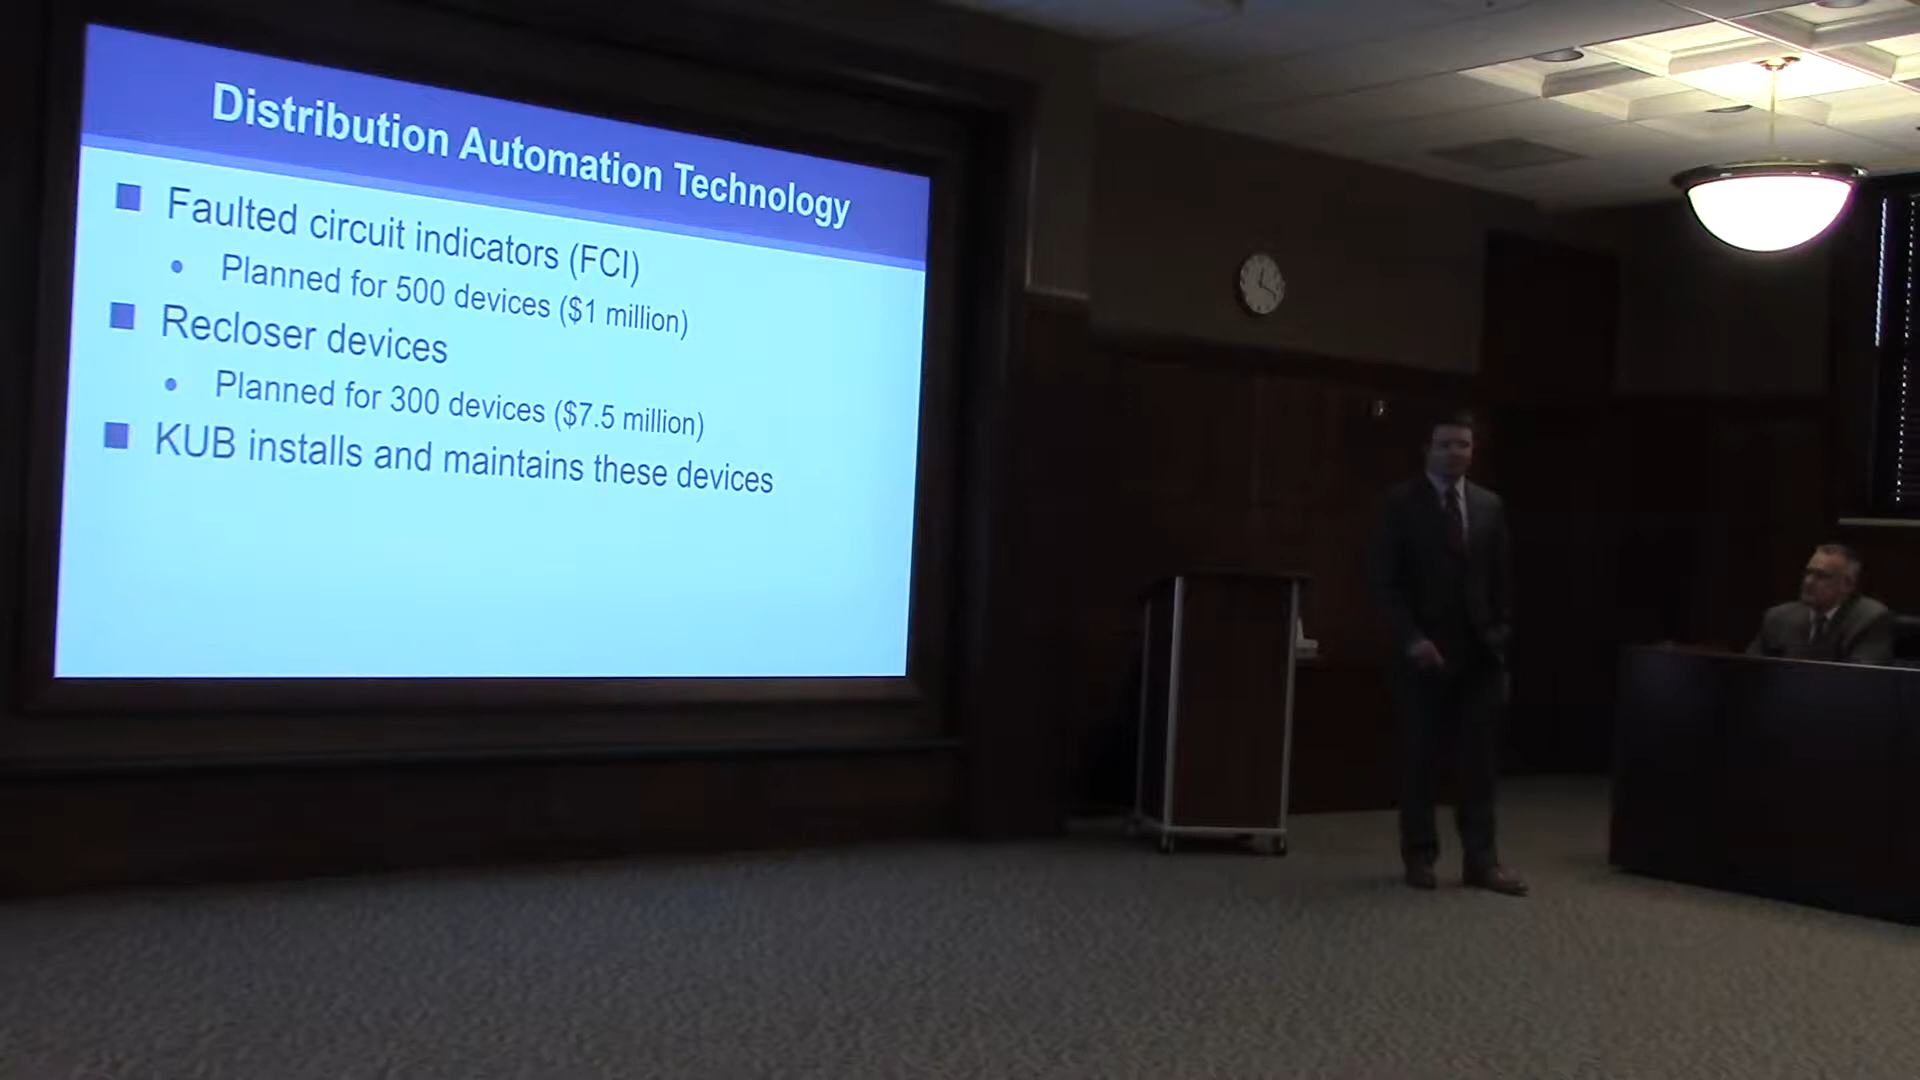 Distribution Automation Technology
Faulted circuit indicators (FCI)
Planned for 500 devices ($1 million)
Recloser devices
Planned for 300 devices ($7.5 million)
KUB installs and maintains these devices